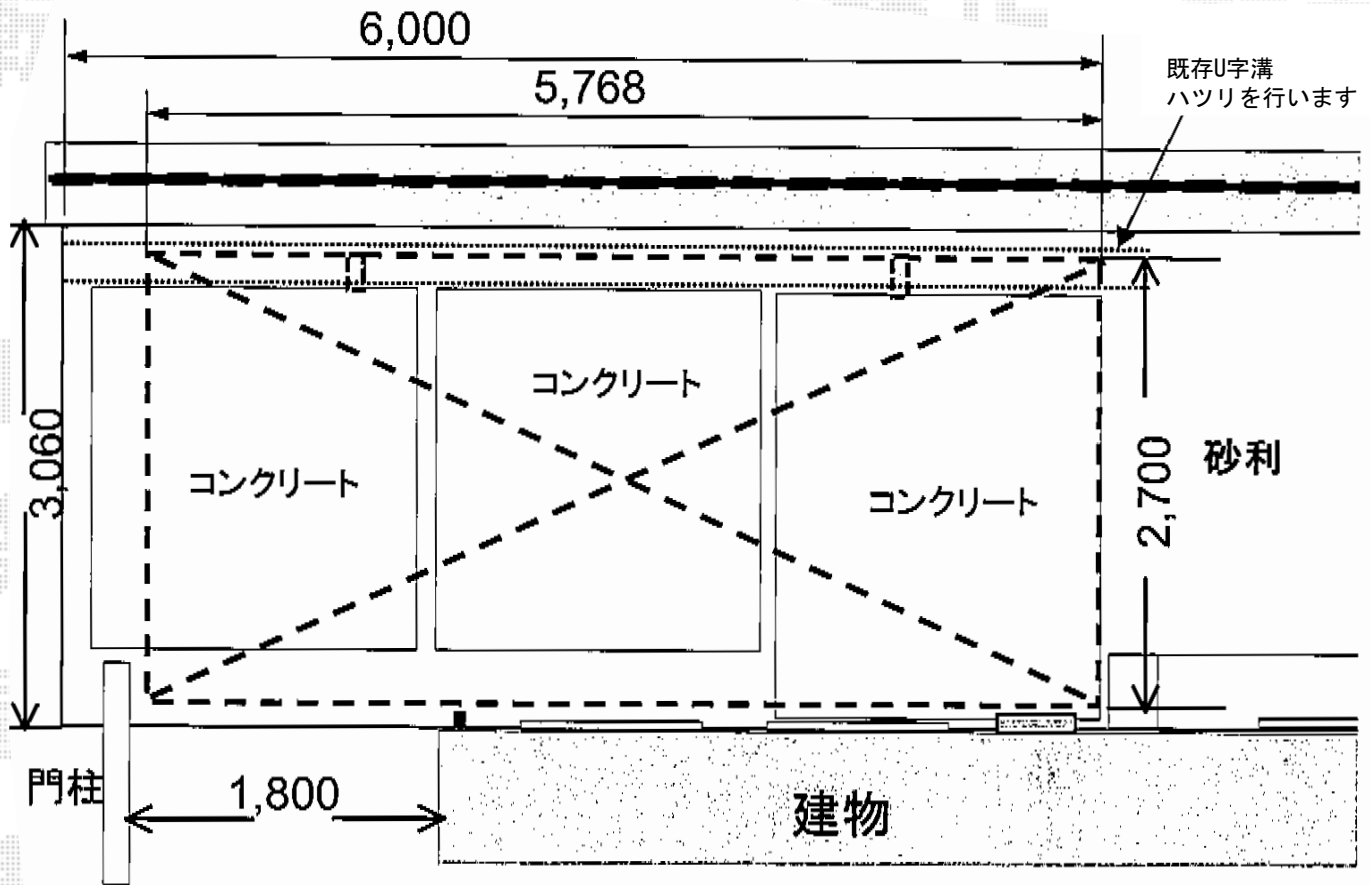 6,000
5,768
既存U字溝
ハツリを行います
コンクリート
コンクリート
コンクリート
3,060
2,700
砂利
門柱
1,800
建物